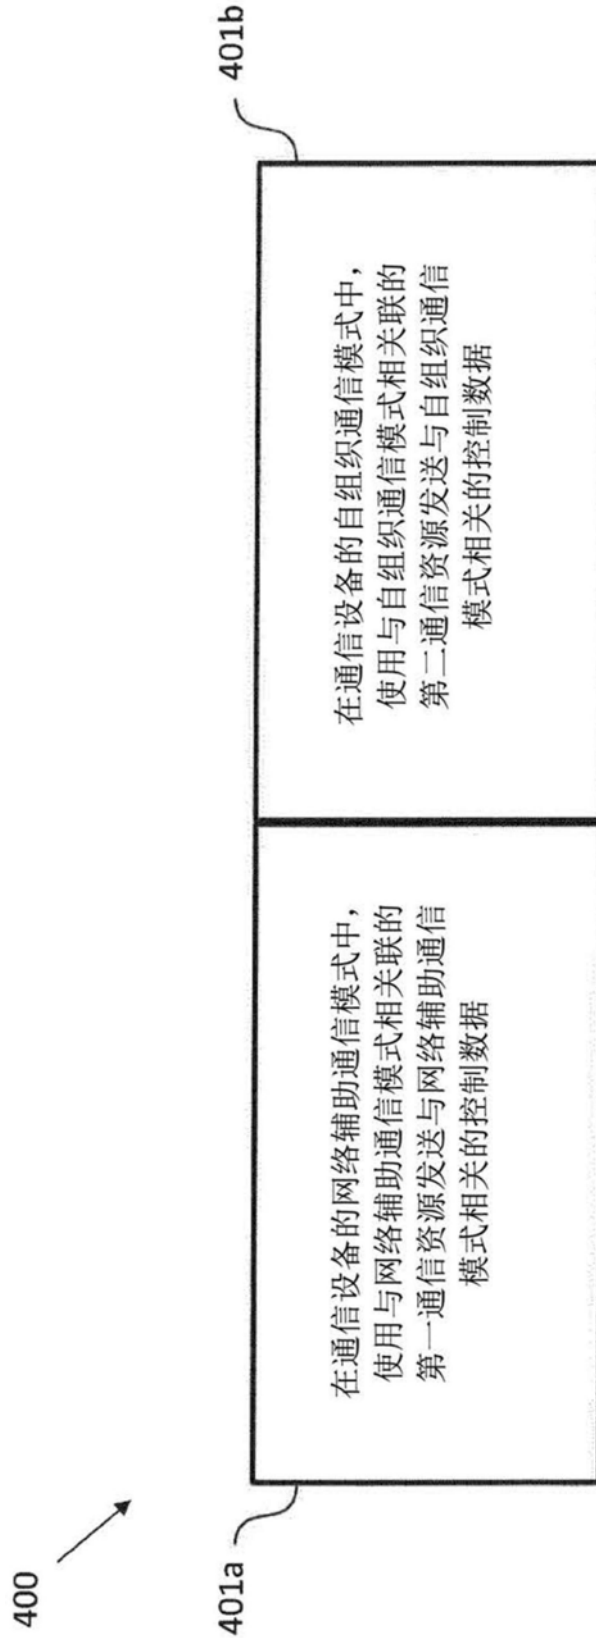 400
401a
在通信设备的网络辅助通信模式中，
使用与网络辅助通信模式相关联的
第一通信资源发送与网络辅助通信
模式相关的控制数据
401b
在通信设备的自组织通信模式中，
使用与自组织通信模式相关联的
第二通信资源发送与自组织通信
模式相关的控制数据